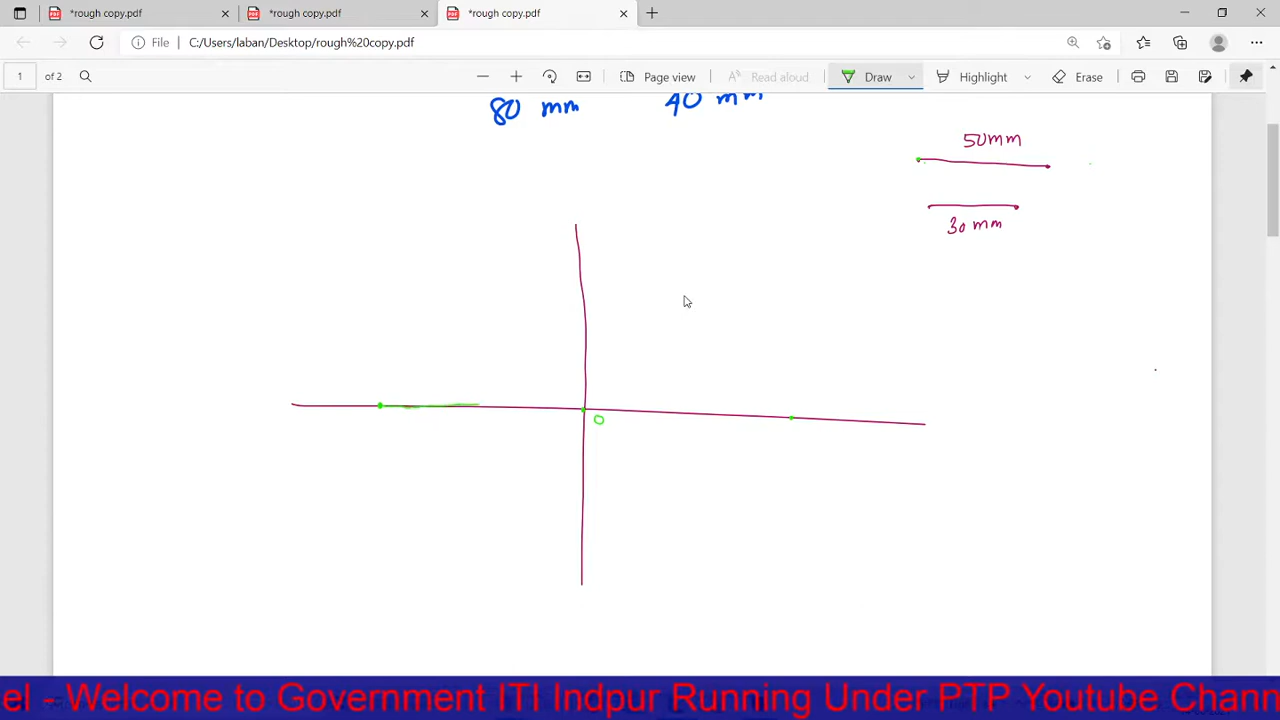 *rough copy.pdf
*rough copy.pdf
*rough copy.pdf
File
C:/Users/laban/Desktop/rough%20copy.pdf
1
of 2
Page view
Read aloud
Draw
Highlight
Erase
80 mm
40 mm
50mm
30 mm
O
el - Welcome to Government ITI Indpur Running Under PTP Youtube Chann